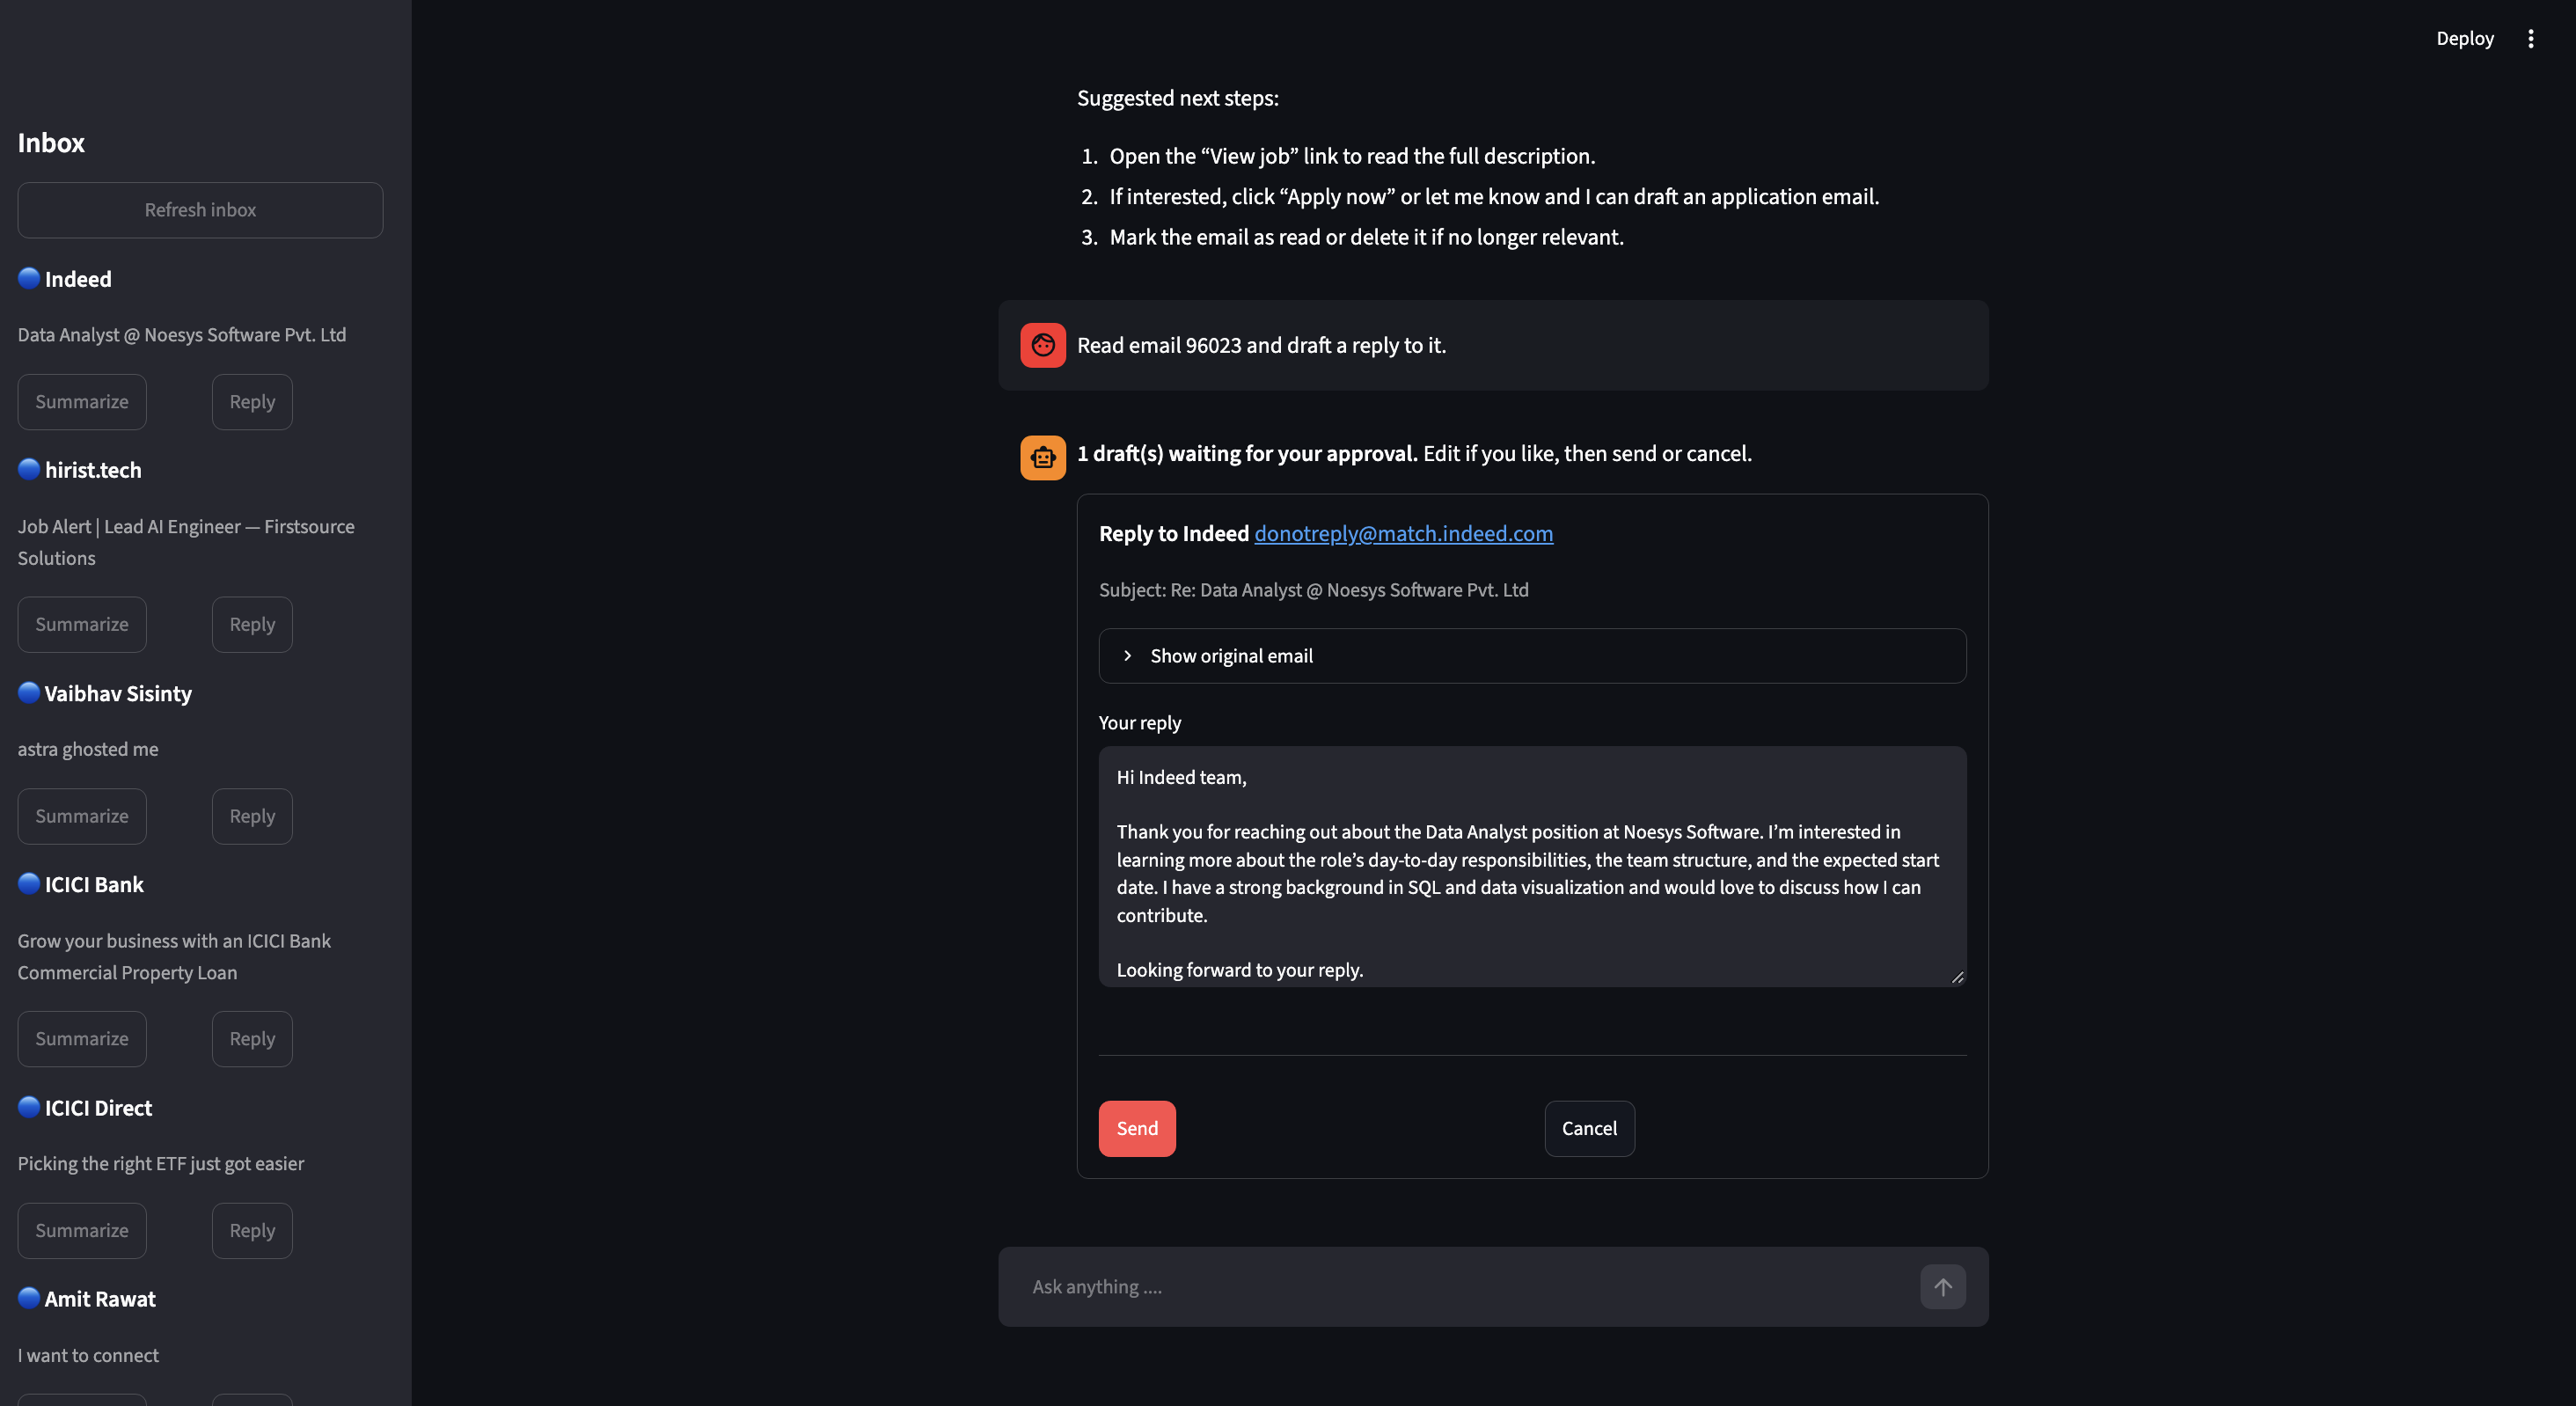 Inbox
Refresh inbox
Indeed
Data Analyst @ Noesys Software Pvt. Ltd
Summarize
Reply
hirist.tech
Job Alert | Lead AI Engineer — Firstsource
Solutions
Summarize
Reply
Vaibhav Sisinty
astra ghosted me
Summarize
Reply
ICICI Bank
Grow your business with an ICICI Bank
Commercial Property Loan
Summarize
Reply
ICICI Direct
Picking the right ETF just got easier
Summarize
Reply
Amit Rawat
I want to connect
Deploy
Suggested next steps:
1. Open the “View job” link to read the full description.
2. If interested, click “Apply now” or let me know and I can draft an application email.
3. Mark the email as read or delete it if no longer relevant.
Read email 96023 and draft a reply to it.
1 draft(s) waiting for your approval. Edit if you like, then send or cancel.
Reply to Indeed donotreply@match.indeed.com
Subject: Re: Data Analyst @ Noesys Software Pvt. Ltd
Show original email
Your reply
Hi Indeed team,
Thank you for reaching out about the Data Analyst position at Noesys Software. I’m interested in
learning more about the role’s day-to-day responsibilities, the team structure, and the expected start
date. I have a strong background in SQL and data visualization and would love to discuss how I can
contribute.
Looking forward to your reply.
Send
Cancel
Ask anything ....